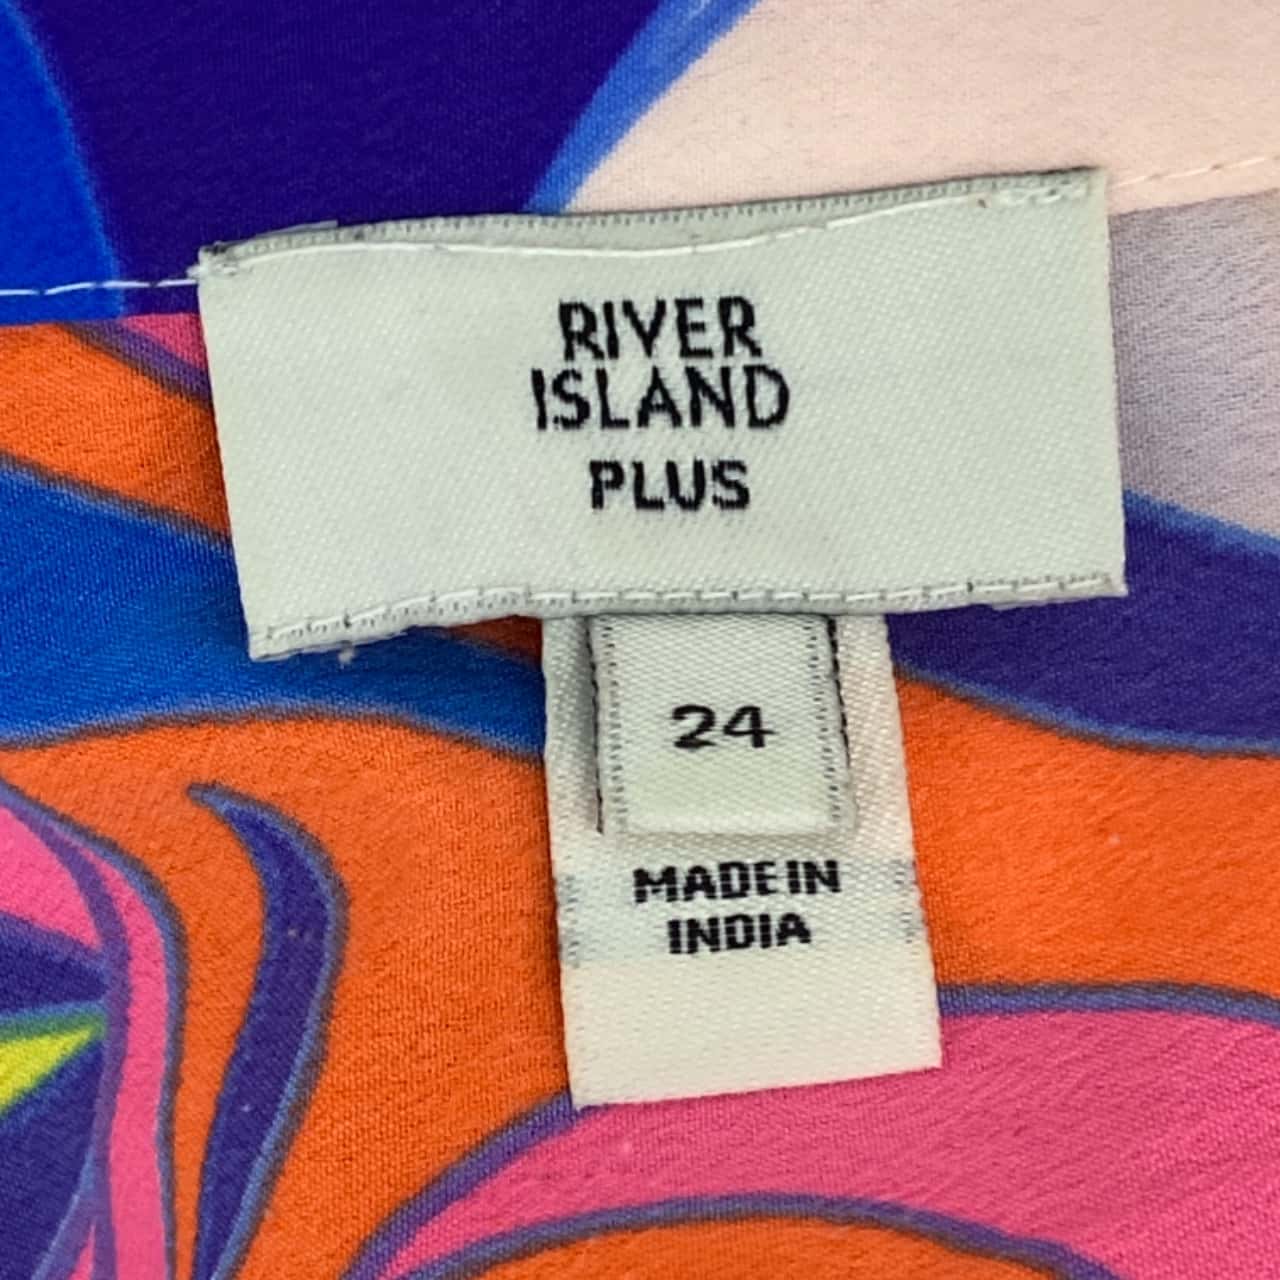 RIVER
ISLAND
PLUS
24
MADE IN
INDIA